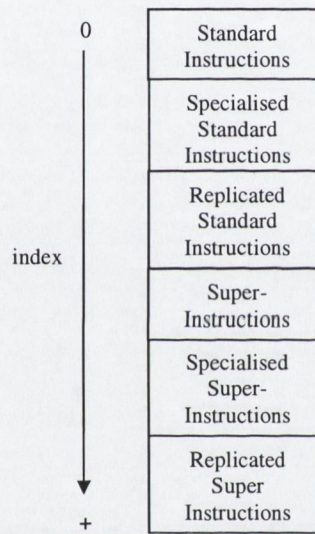 0
Standard
Instructions
Specialised
Standard
Instructions
Replicated
Standard
Instructions
index
Super-
Instructions
Specialised
Super-
Instructions
Replicated
Super
Instructions
+